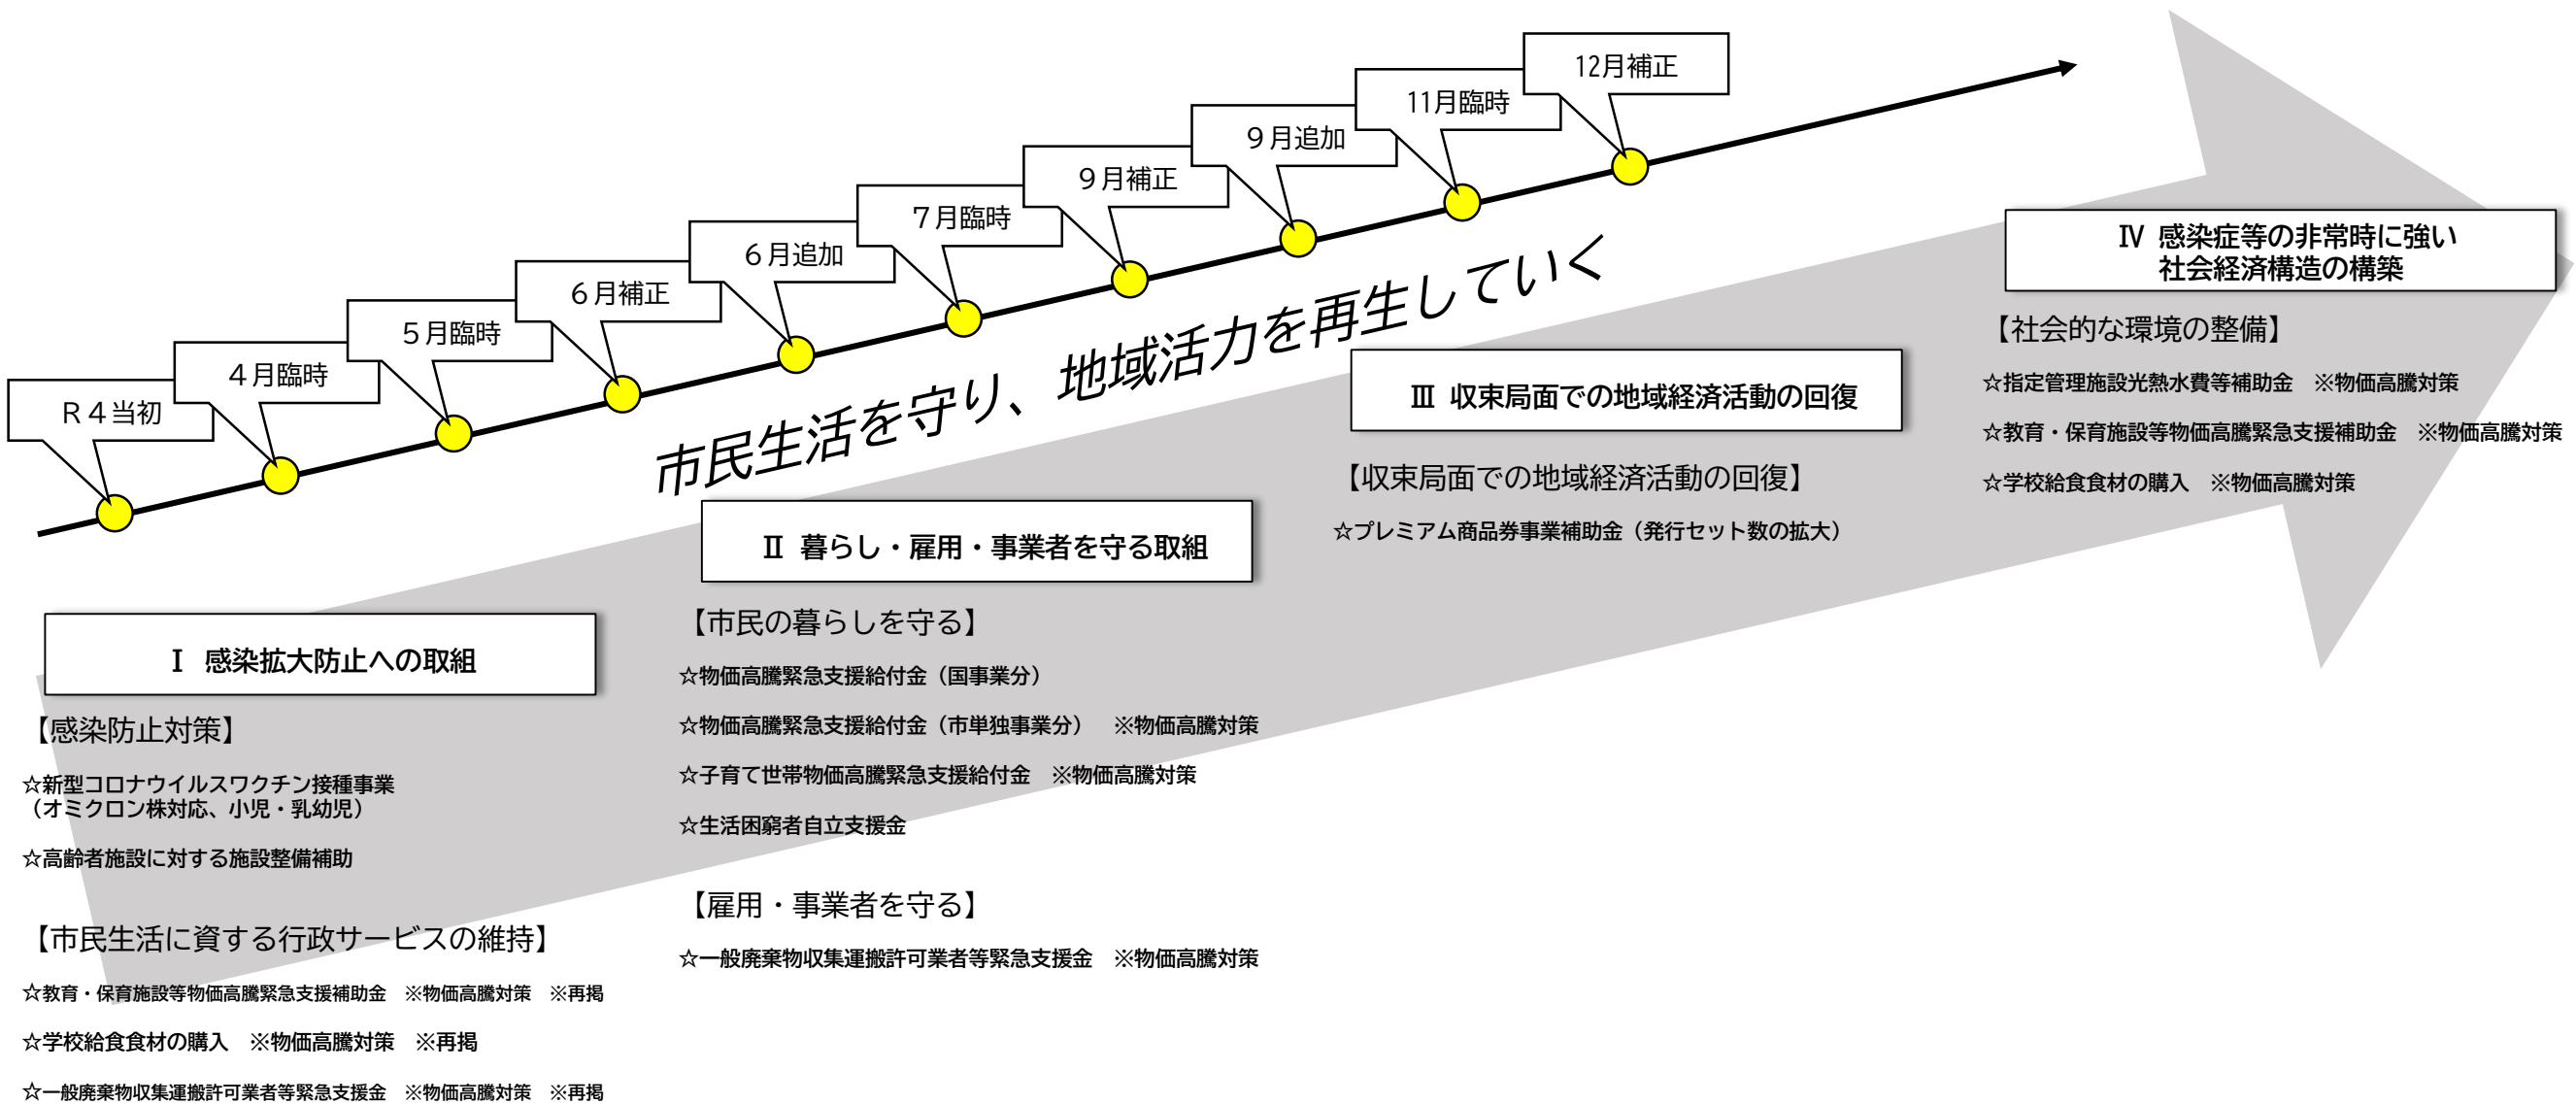 Ｒ４当初
４月臨時
５月臨時
６月補正
６月追加
７月臨時
９月補正
９月追加
11月臨時
12月補正
市民生活を守り、地域活力を再生していく
Ⅰ 感染拡大防止への取組
【感染防止対策】
☆新型コロナウイルスワクチン接種事業
（オミクロン株対応、小児・乳幼児）
☆高齢者施設に対する施設整備補助
【市民生活に資する行政サービスの維持】
☆教育・保育施設等物価高騰緊急支援補助金　※物価高騰対策　※再掲
☆学校給食食材の購入　※物価高騰対策　※再掲
☆一般廃棄物収集運搬許可業者等緊急支援金　※物価高騰対策　※再掲
Ⅱ 暮らし・雇用・事業者を守る取組
【市民の暮らしを守る】
☆物価高騰緊急支援給付金（国事業分）
☆物価高騰緊急支援給付金（市単独事業分）　※物価高騰対策
☆子育て世帯物価高騰緊急支援給付金　※物価高騰対策
☆生活困窮者自立支援金
【雇用・事業者を守る】
☆一般廃棄物収集運搬許可業者等緊急支援金　※物価高騰対策
Ⅲ 収束局面での地域経済活動の回復
【収束局面での地域経済活動の回復】
☆プレミアム商品券事業補助金（発行セット数の拡大）
Ⅳ 感染症等の非常時に強い
社会経済構造の構築
【社会的な環境の整備】
☆指定管理施設光熱水費等補助金　※物価高騰対策
☆教育・保育施設等物価高騰緊急支援補助金　※物価高騰対策
☆学校給食食材の購入　※物価高騰対策